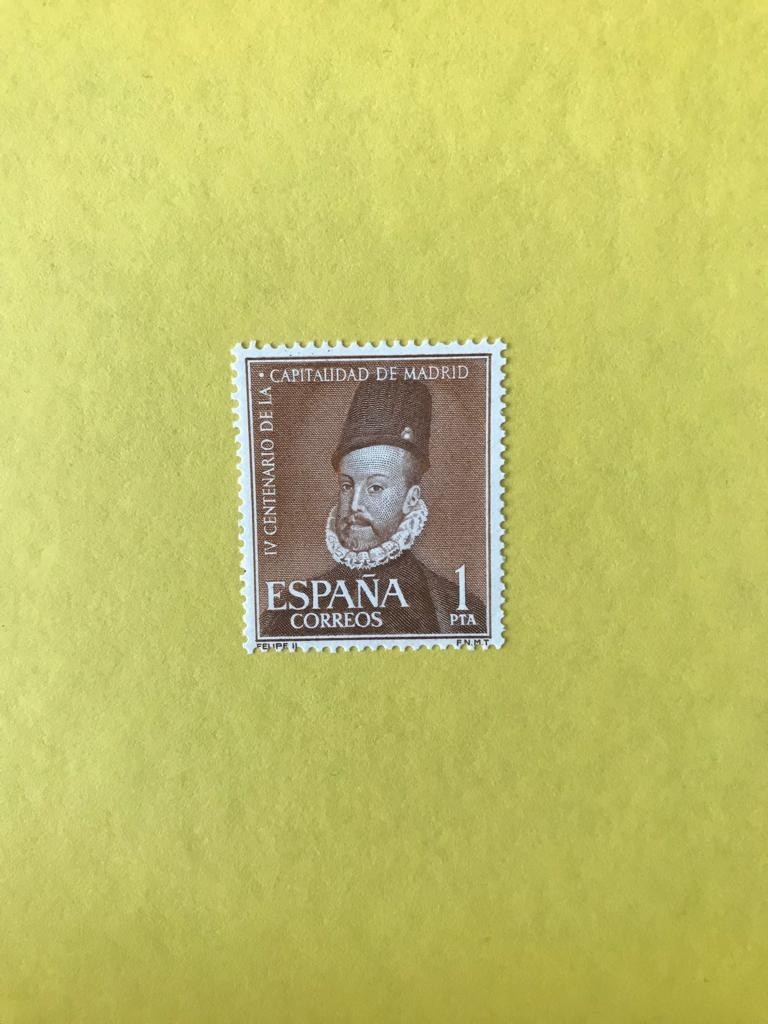 IV CENTENARIO DE LA
• CAPITALIDAD DE MADRID
ESPAÑA
CORREOS
1
PTA
FELIPE II
F.N.M.T